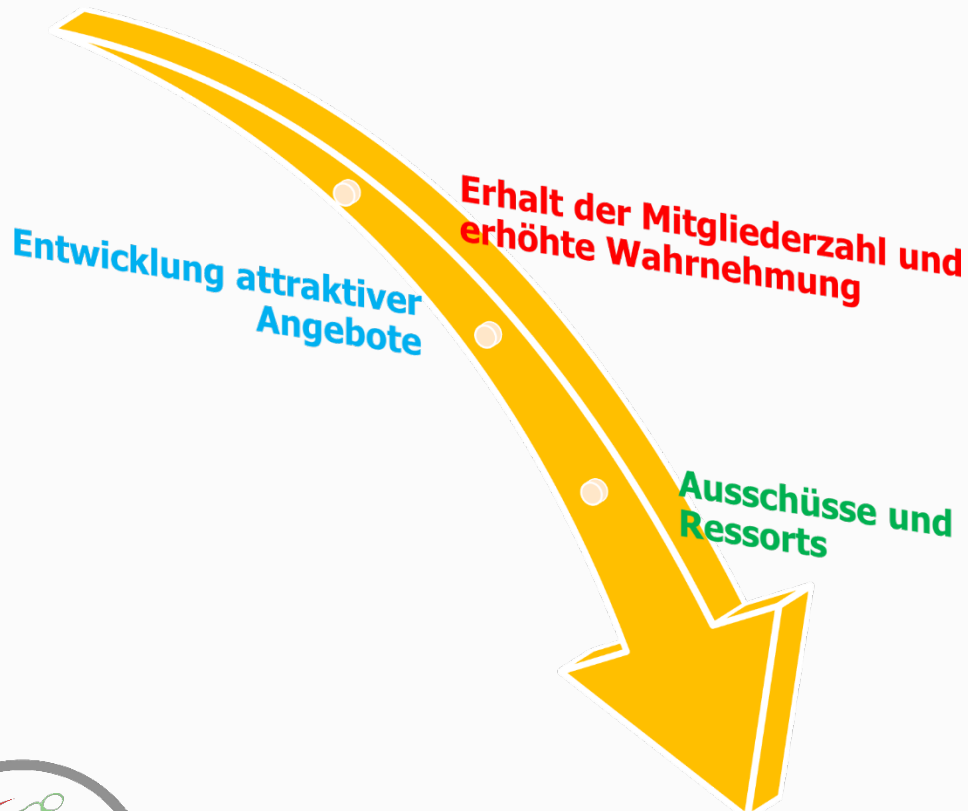 Erhalt der Mitgliederzahl und
erhöhte Wahrnehmung
Entwicklung attraktiver
Angebote
Ausschüsse und
Ressorts